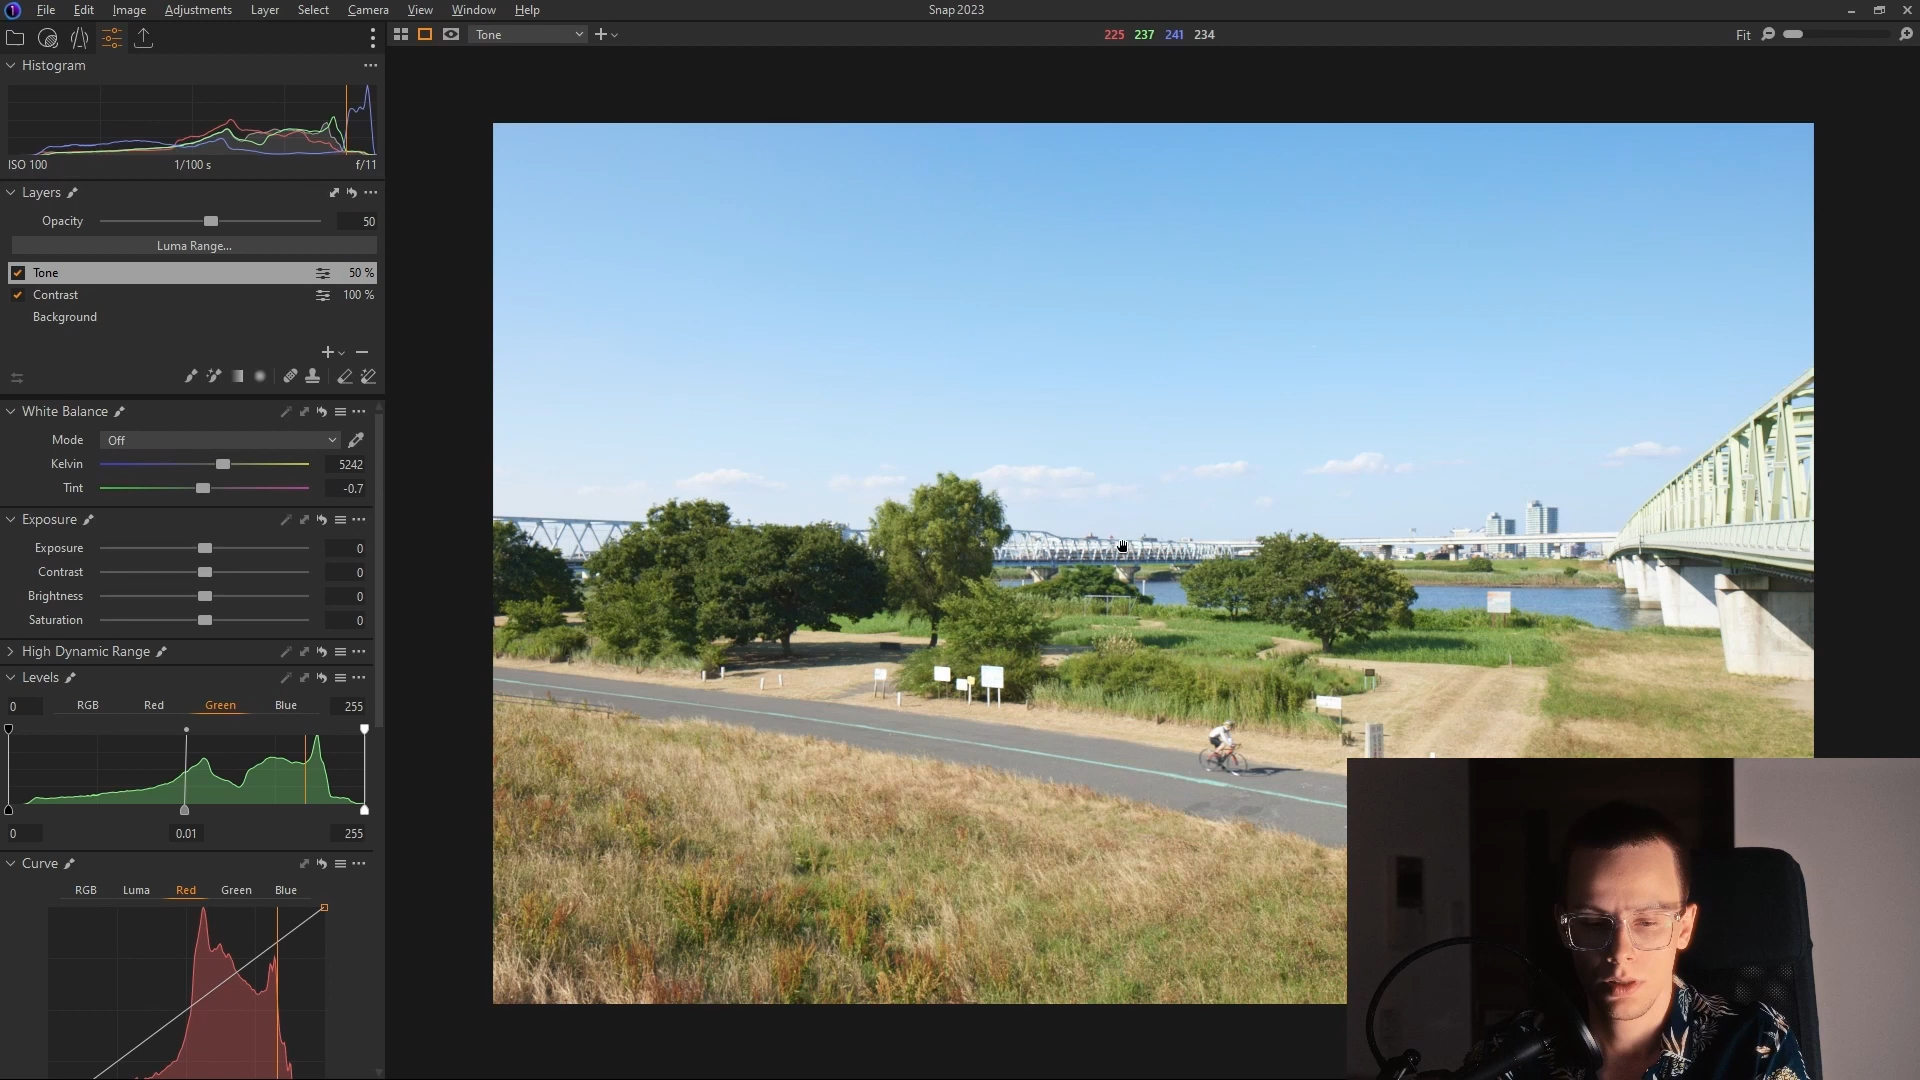 File Edit Image Adjustments Layer Select Camera View Window Help
Snap 2023
Tone
225 237 241 234
Fit
Histogram
ISO 100 1/100 s f/11
Layers
Opacity 50
Luma Range...
Tone 50 %
Contrast 100 %
Background
White Balance
Mode Off
Kelvin 5242
Tint -0.7
Exposure
Exposure 0
Contrast 0
Brightness 0
Saturation 0
High Dynamic Range
Levels
0 RGB Red Green Blue 255
0 0.01 255
Curve
RGB Luma Red Green Blue